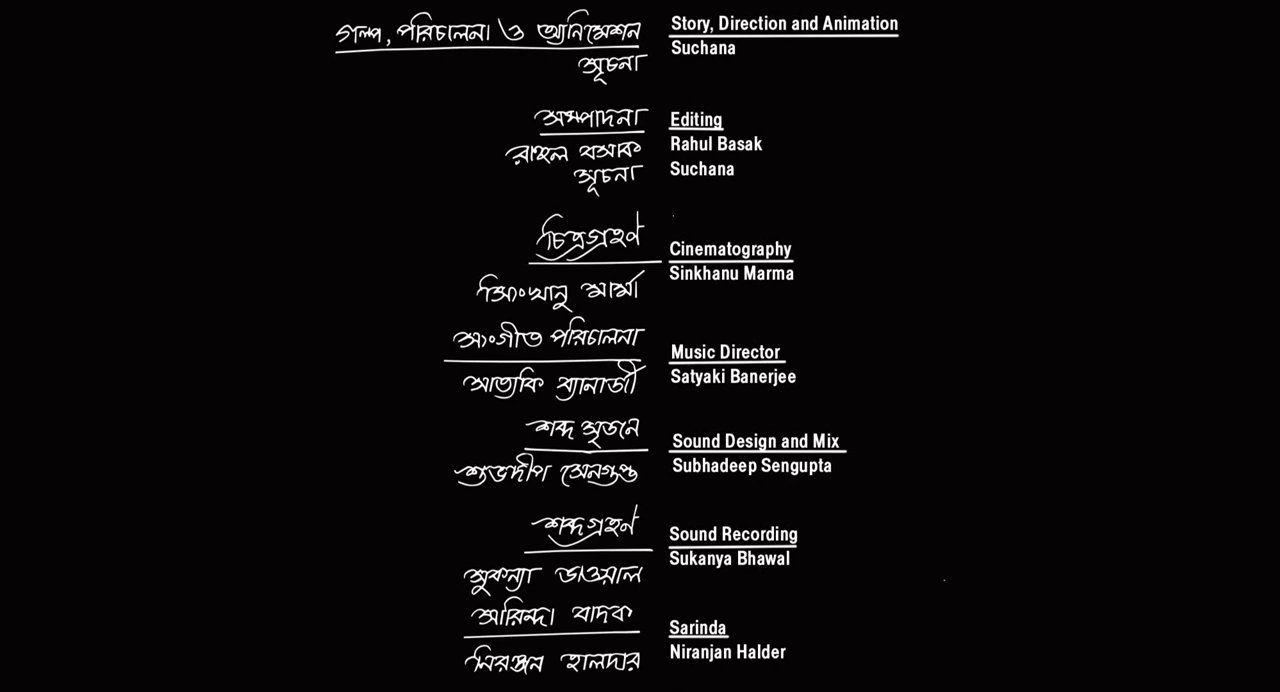 গল্প, পরিচালনা ও অ্যানিমেশন
Story, Direction and Animation
সূচনা
Suchana
সম্পাদনা
Editing
রাহুল বসাক
Rahul Basak
সূচনা
Suchana
চিত্রগ্রহণ
Cinematography
সিংখানু মার্মা
Sinkhanu Marma
সংগীত পরিচালনা
Music Director
সাত্যকি ব্যানার্জী
Satyaki Banerjee
শব্দ সৃজনে
Sound Design and Mix
শুভদীপ সেনগুপ্ত
Subhadeep Sengupta
শব্দগ্রহণ
Sound Recording
সুকন্যা ভাওয়াল
Sukanya Bhawal
সারিন্দা বাদক
Sarinda
নিরঞ্জন হালদার
Niranjan Halder